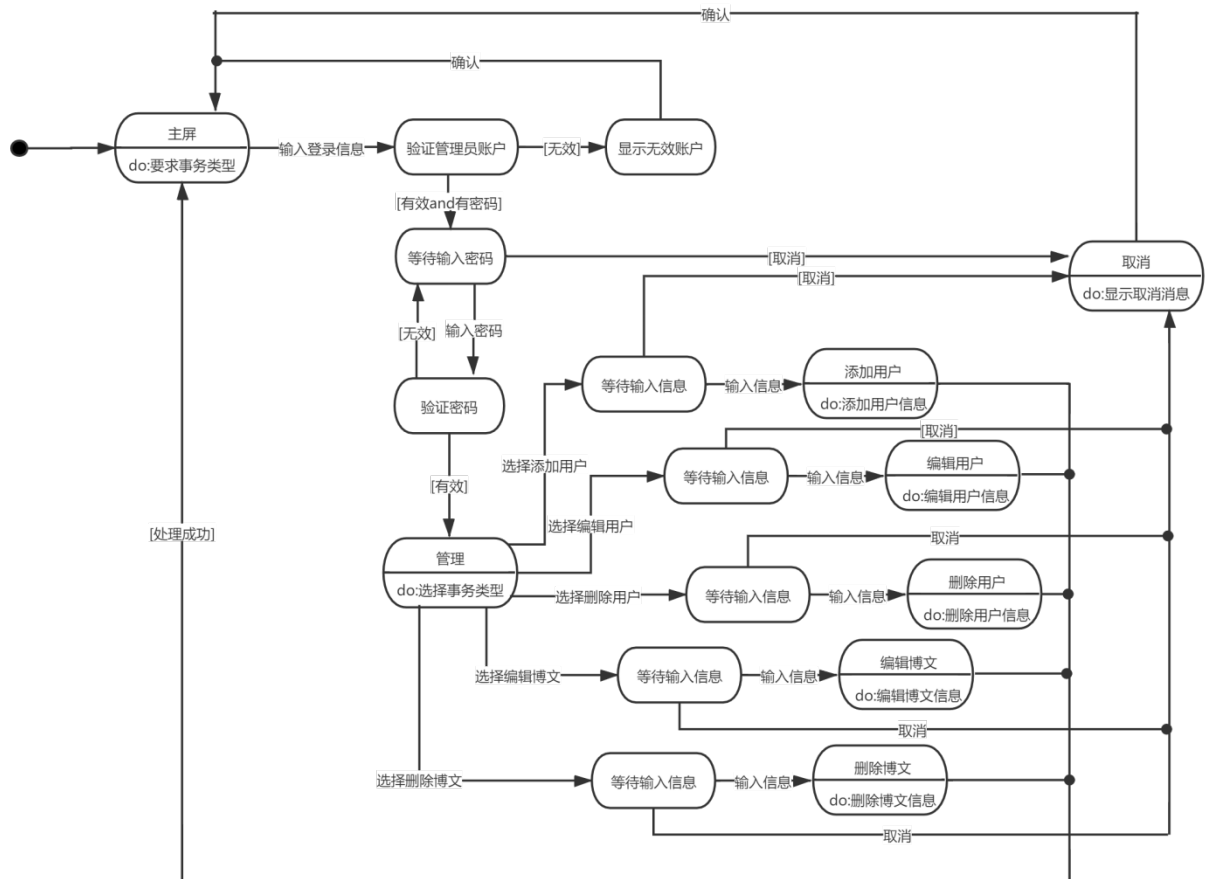 确认
确认
主屏
do:要求事务类型
输入登录信息
验证管理员账户
[无效]
显示无效账户
[有效and有密码]
等待输入密码
[取消]
[取消]
取消
do:显示取消消息
[无效]
输入密码
等待输入信息
输入信息
添加用户
do:添加用户信息
验证密码
[取消]
选择添加用户
等待输入信息
输入信息
编辑用户
do:编辑用户信息
[有效]
选择编辑用户
[处理成功]
取消
管理
do:选择事务类型
选择删除用户
等待输入信息
输入信息
删除用户
do:删除用户信息
选择编辑博文
等待输入信息
输入信息
编辑博文
do:编辑博文信息
取消
选择删除博文
等待输入信息
输入信息
删除博文
do:删除博文信息
取消